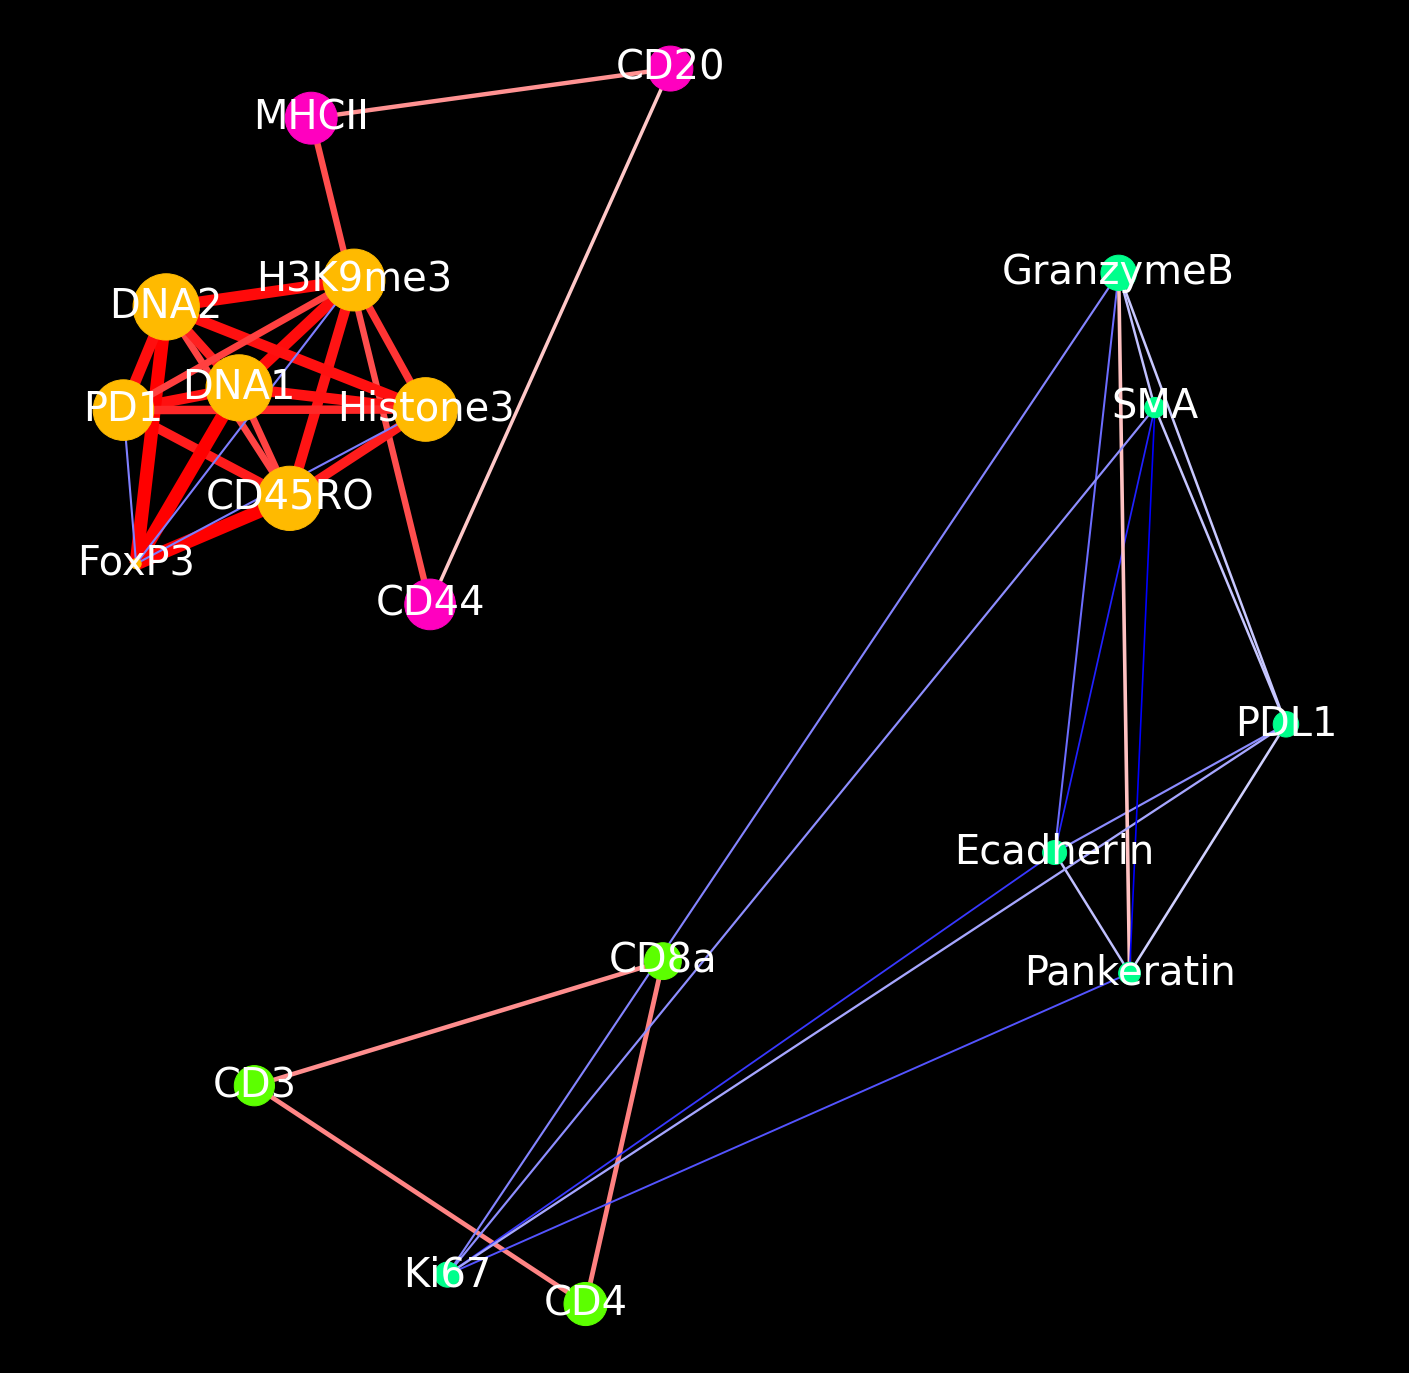 CD20
MHCII
GranzymeB
H3K9me3
DNA2
DNA1
SMA
PD1
Histone3
CD45RO
FoxP3
CD44
PDL1
Ecadherin
CD8a
Pankeratin
CD3
Ki67
CD4